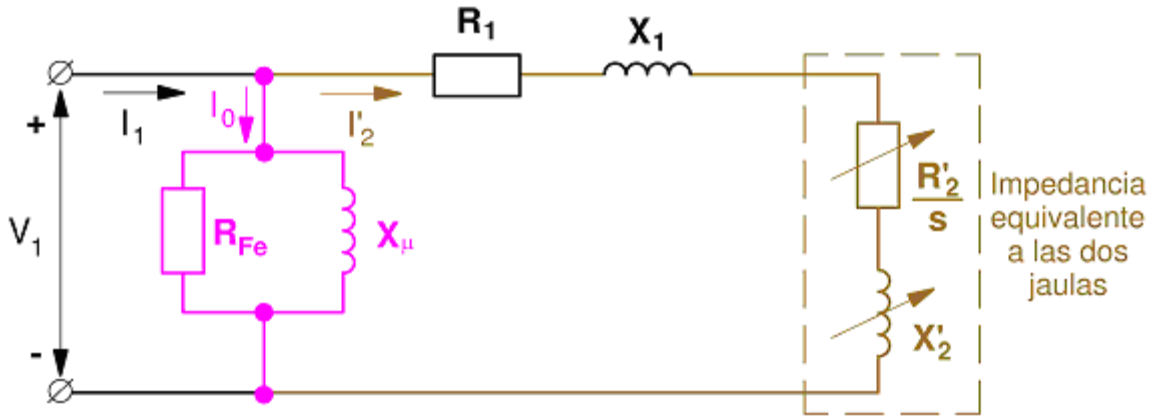 R₁
X₁
I₁
I₀
I'₂
+
V₁
-
R_Fe
X_μ
R'₂
s
X'₂
Impedancia
equivalente
a las dos
jaulas